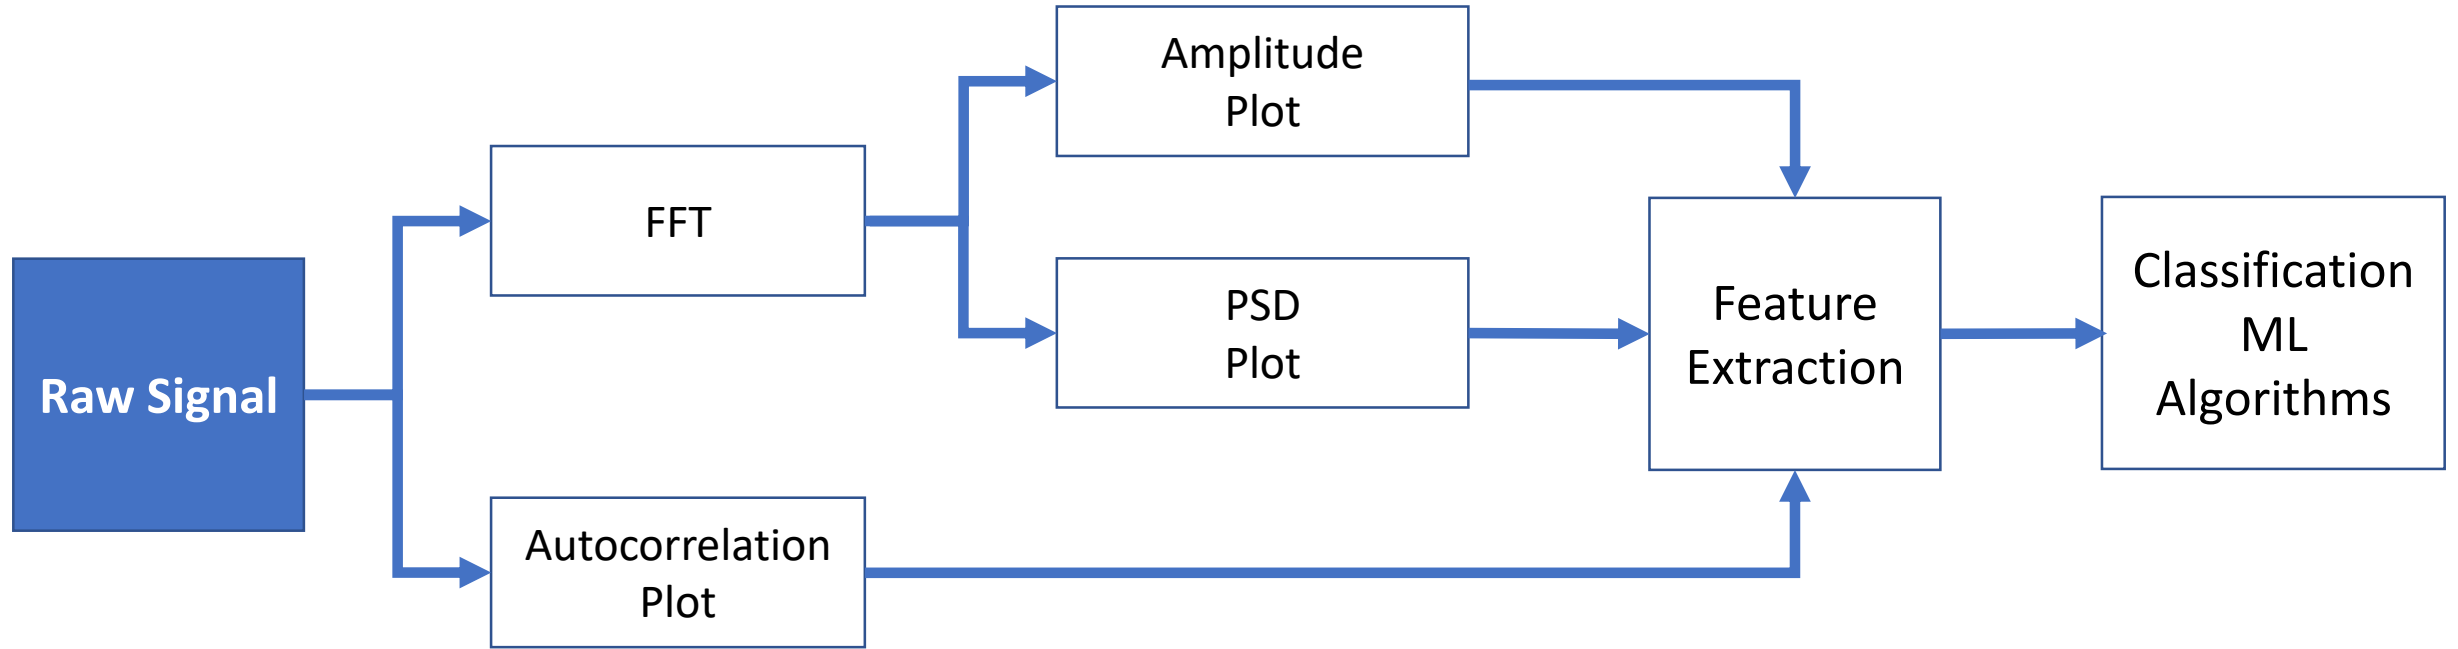 Raw Signal
FFT
Autocorrelation
Plot
Amplitude
Plot
PSD
Plot
Feature
Extraction
Classification
ML
Algorithms